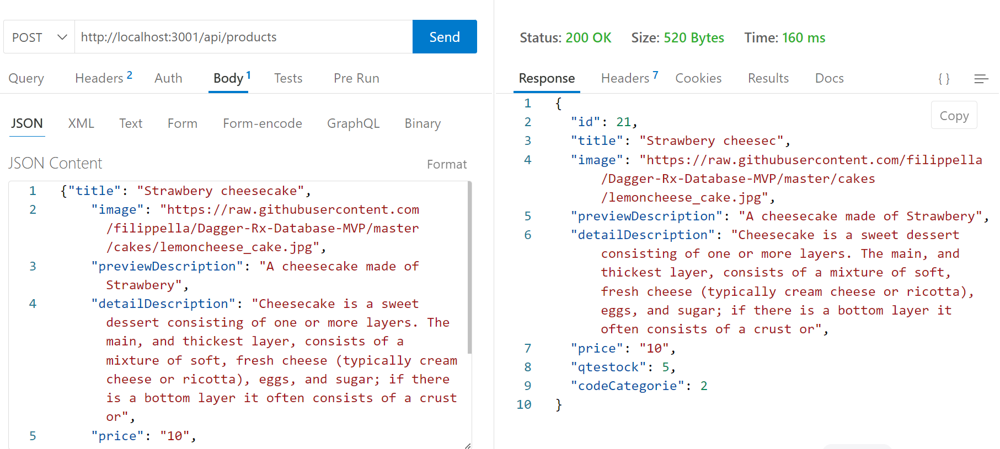 POST http://localhost:3001/api/products Send
Query Headers 2 Auth Body 1 Tests Pre Run
JSON XML Text Form Form-encode GraphQL Binary
JSON Content Format
1 {"title": "Strawbery cheesecake",
2 "image": "https://raw.githubusercontent.com
/filippella/Dagger-Rx-Database-MVP/master
/cakes/lemoncheese_cake.jpg",
3 "previewDescription": "A cheesecake made of
Strawbery",
4 "detailDescription": "Cheesecake is a sweet
dessert consisting of one or more layers. The
main, and thickest layer, consists of a
mixture of soft, fresh cheese (typically cream
cheese or ricotta), eggs, and sugar; if there
is a bottom layer it often consists of a crust
or",
5 "price": "10",
Status: 200 OK Size: 520 Bytes Time: 160 ms
Response Headers 7 Cookies Results Docs { }
Copy
1 {
2 "id": 21,
3 "title": "Strawbery cheesec",
4 "image": "https://raw.githubusercontent.com/filippella
/Dagger-Rx-Database-MVP/master/cakes
/lemoncheese_cake.jpg",
5 "previewDescription": "A cheesecake made of Strawbery",
6 "detailDescription": "Cheesecake is a sweet dessert
consisting of one or more layers. The main, and
thickest layer, consists of a mixture of soft,
fresh cheese (typically cream cheese or ricotta),
eggs, and sugar; if there is a bottom layer it
often consists of a crust or",
7 "price": "10",
8 "qtestock": 5,
9 "codeCategorie": 2
10 }